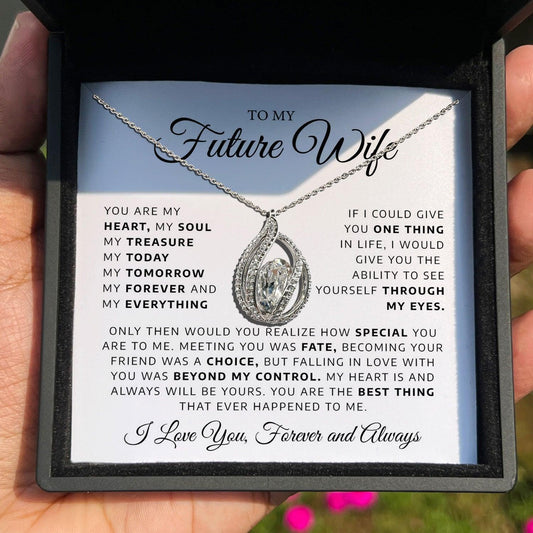 TO MY
Future Wife
YOU ARE MY
HEART, MY SOUL
MY TREASURE
MY TODAY
MY TOMORROW
MY FOREVER AND
MY EVERYTHING
IF I COULD GIVE
YOU ONE THING
IN LIFE, I WOULD
GIVE YOU THE
ABILITY TO SEE
YOURSELF THROUGH
MY EYES.
ONLY THEN WOULD YOU REALIZE HOW SPECIAL YOU
ARE TO ME. MEETING YOU WAS FATE, BECOMING YOUR
FRIEND WAS A CHOICE, BUT FALLING IN LOVE WITH
YOU WAS BEYOND MY CONTROL. MY HEART IS AND
ALWAYS WILL BE YOURS. YOU ARE THE BEST THING
THAT EVER HAPPENED TO ME.
I Love You, Forever and Always